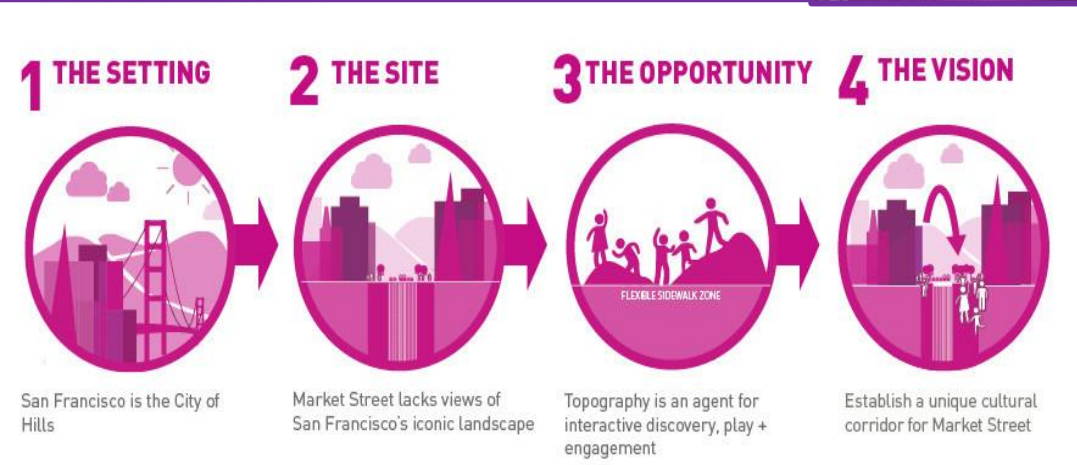 1 THE SETTING
San Francisco is the City of
Hills
2 THE SITE
Market Street lacks views of
San Francisco's iconic landscape
3 THE OPPORTUNITY
FLEXIBLE SIDEWALK ZONE
Topography is an agent for
interactive discovery, play +
engagement
4 THE VISION
Establish a unique cultural
corridor for Market Street